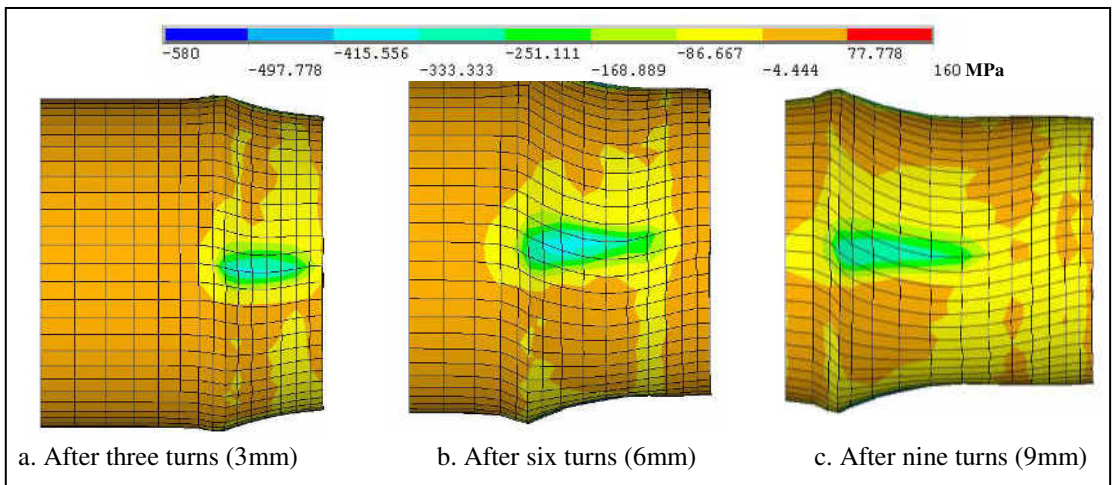 -580 -415.556 -251.111 -86.667 77.778
-497.778 -333.333 -168.889 -4.444 160 MPa
a. After three turns (3mm) b. After six turns (6mm) c. After nine turns (9mm)